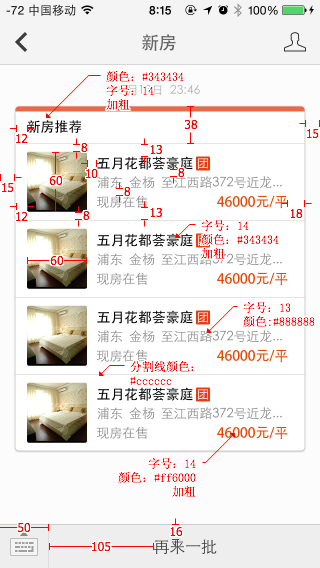 -72 中国移动 8:15 100%
新房
颜色：#343434
字号：14
加粗
23:46
38
15
新房推荐
12
8
13
五月花都荟豪庭 团
60
10
浦东 金杨 至江西路372号近龙...
15
8
8
现房在售 46000元/平
12
8
13
18
字号：14
颜色：#343434
加粗
五月花都荟豪庭 团
浦东 金杨 至江西路372号近龙...
60
现房在售 46000元/平
字号：13
颜色:#888888
五月花都荟豪庭 团
浦东 金杨 至江西路372号近龙...
现房在售 46000元/平
分割线颜色：
#cccccc
五月花都荟豪庭 团
浦东 金杨 至江西路372号近龙...
现房在售 46000元/平
字号：14
颜色：#ff6000
加粗
50
16
105
再来一批